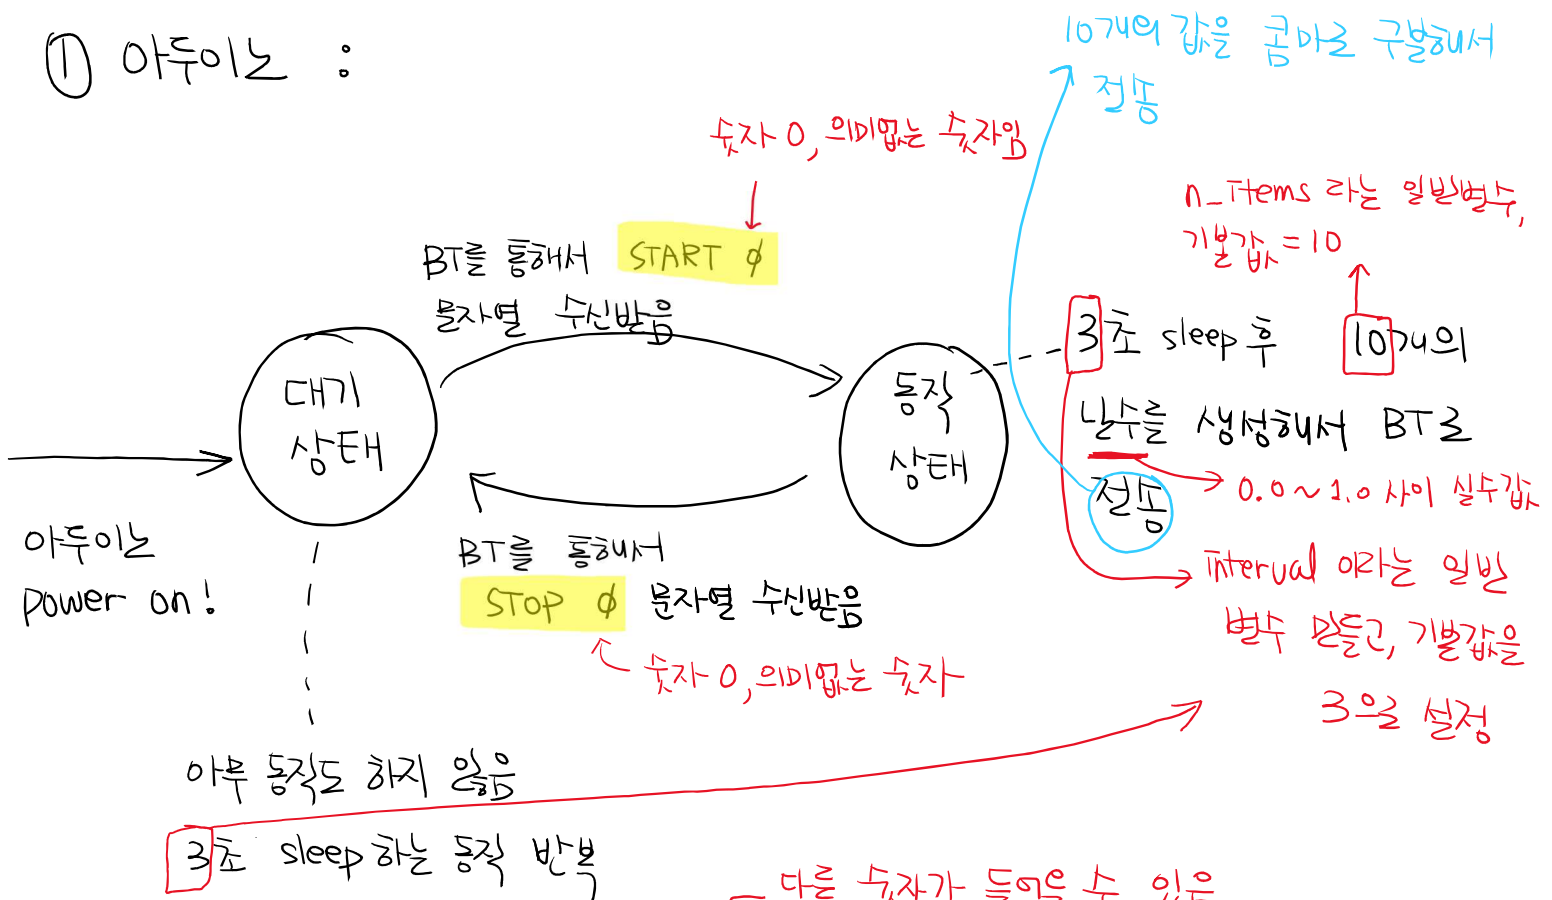 ① 아두이노 :
10개의 값을 콤마로 구분해서
전송
숫자 0, 의미없는 숫자임
n_items 라는 일반변수,
기본값 = 10
BT를 통해서 START 0
문자열 수신받음
대기
상태
동작
상태
3초 sleep 후 10개의
난수를 생성해서 BT로
전송
0.0 ~ 1.0 사이 실수값
아두이노
power on!
BT를 통해서
STOP 0 문자열 수신받음
숫자 0, 의미없는 숫자
interval 이라는 일반
변수 만들고, 기본값을
3으로 설정
아무 동작도 하지 않음
3초 sleep 하는 동작 반복
다른 숫자가 들어올 수 있음